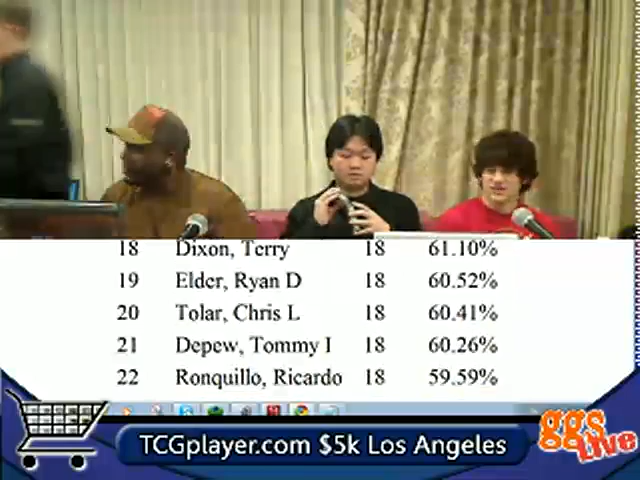 18 Dixon, Terry 18 61.10%
19 Elder, Ryan D 18 60.52%
20 Tolar, Chris L 18 60.41%
21 Depew, Tommy I 18 60.26%
22 Ronquillo, Ricardo 18 59.59%
TCGplayer.com $5k Los Angeles
ggs
Live